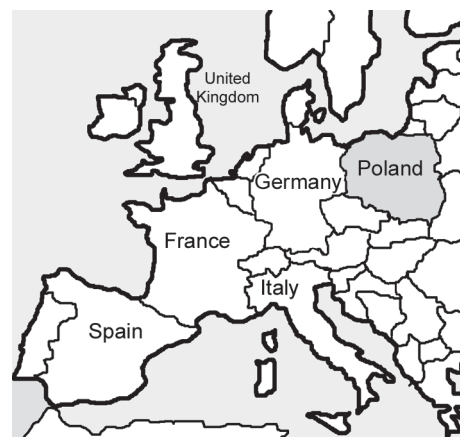 United
Kingdom
Germany
Poland
France
Italy
Spain